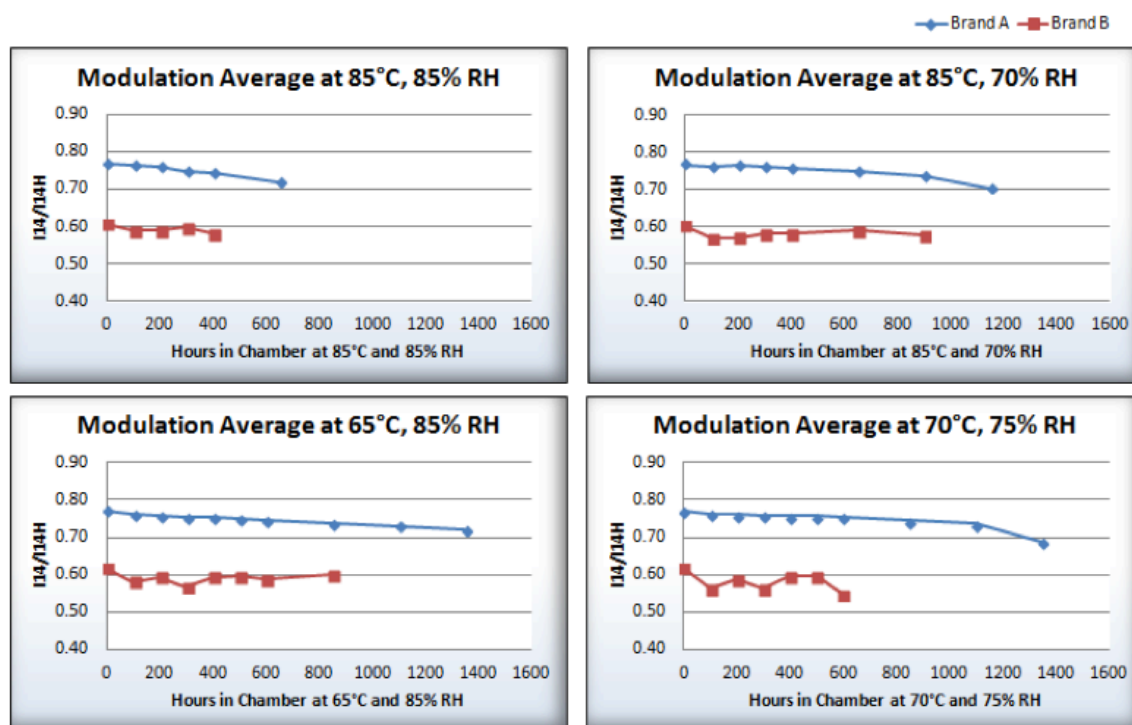 Brand A Brand B
Modulation Average at 85°C, 85% RH
I14/I14H
0.90
0.80
0.70
0.60
0.50
0.40
0 200 400 600 800 1000 1200 1400 1600
Hours in Chamber at 85°C and 85% RH
Modulation Average at 85°C, 70% RH
I14/I14H
0.90
0.80
0.70
0.60
0.50
0.40
0 200 400 600 800 1000 1200 1400 1600
Hours in Chamber at 85°C and 70% RH
Modulation Average at 65°C, 85% RH
I14/I14H
0.90
0.80
0.70
0.60
0.50
0.40
0 200 400 600 800 1000 1200 1400 1600
Hours in Chamber at 65°C and 85% RH
Modulation Average at 70°C, 75% RH
I14/I14H
0.90
0.80
0.70
0.60
0.50
0.40
0 200 400 600 800 1000 1200 1400 1600
Hours in Chamber at 70°C and 75% RH